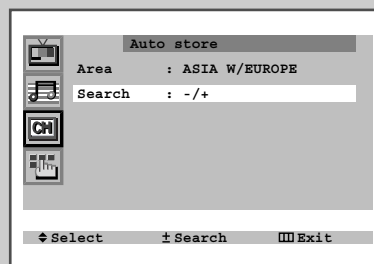 Auto store
Area : ASIA W/EUROPE
Search : -/+
CH
Select ± Search Exit